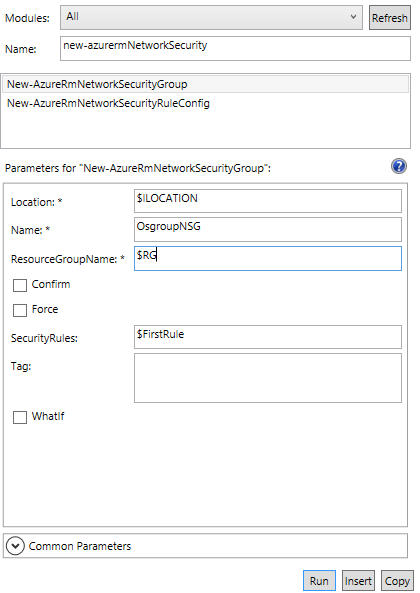 Modules: All Refresh
Name: new-azurermNetworkSecurity
New-AzureRmNetworkSecurityGroup
New-AzureRmNetworkSecurityRuleConfig
Parameters for "New-AzureRmNetworkSecurityGroup": ?
Location: * $lLOCATION
Name: * OsgroupNSG
ResourceGroupName: * $RG
Confirm
Force
SecurityRules: $FirstRule
Tag:
WhatIf
Common Parameters
Run Insert Copy